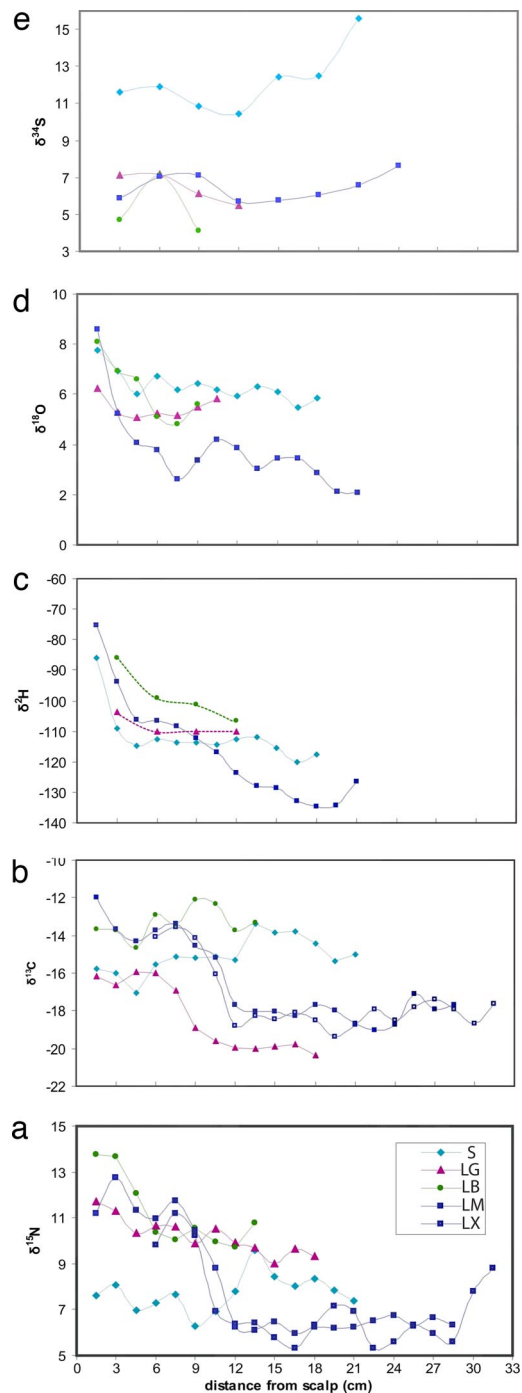 e
15
13
11
9
7
5
3
δ34S
d
10
8
6
4
2
0
δ18O
c
-60
-70
-80
-90
-100
-110
-120
-130
-140
δ2H
b
-10
-12
-14
-16
-18
-20
-22
δ13C
a
15
13
11
9
7
5
δ15N
S
LG
LB
LM
LX
0 3 6 9 12 15 18 21 24 27 30 33
distance from scalp (cm)